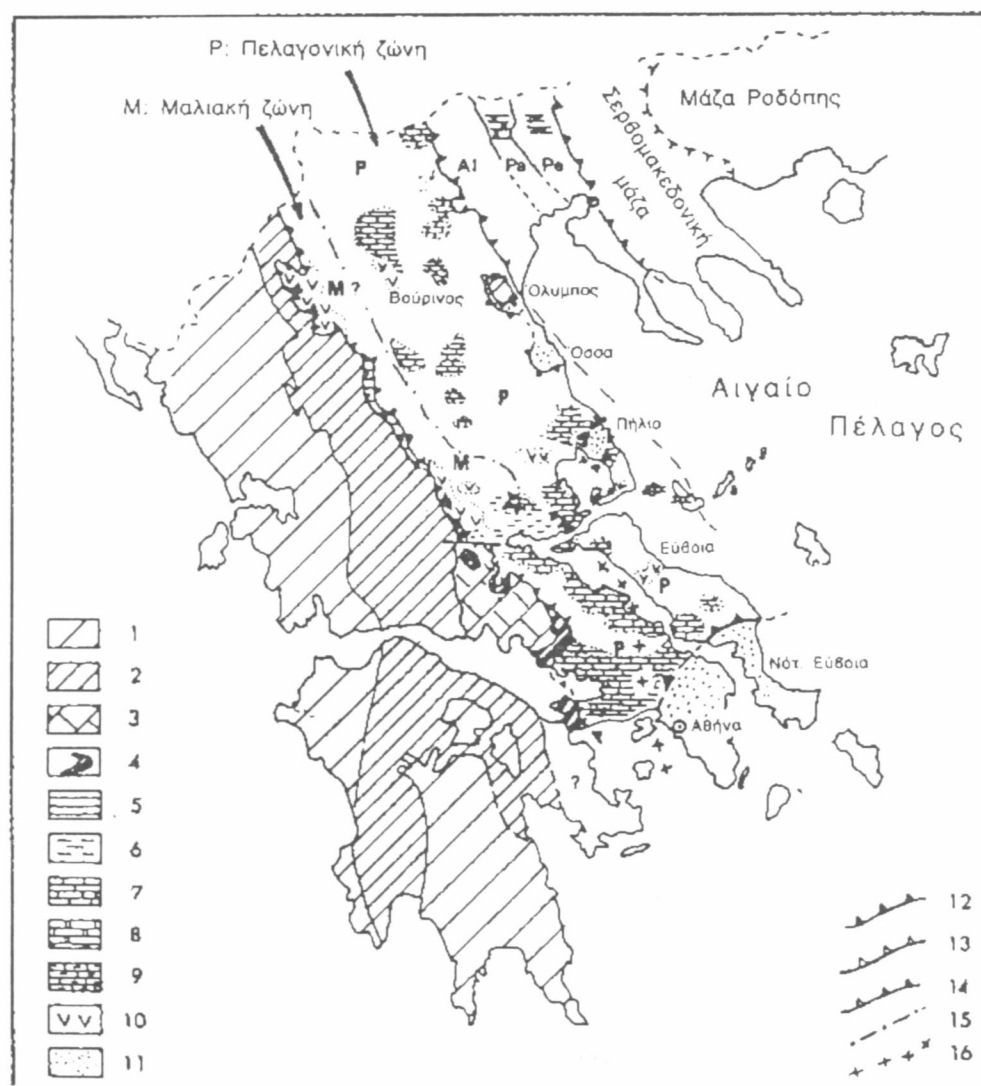 P: Πελαγονική ζώνη
M: Μαλιακή ζώνη
Μάζα Ροδόπης
Σερβομακεδονική
μάζα
P
Al
Pa
Pe
M ?
Βούρινος
Όλυμπος
Όσσα
P
Αιγαίο
Πέλαγος
Πήλιο
M
Εύβοια
P
P
Νότ. Εύβοια
Αθήνα
?
1
2
3
4
5
6
7
8
9
10
11
12
13
14
15
16